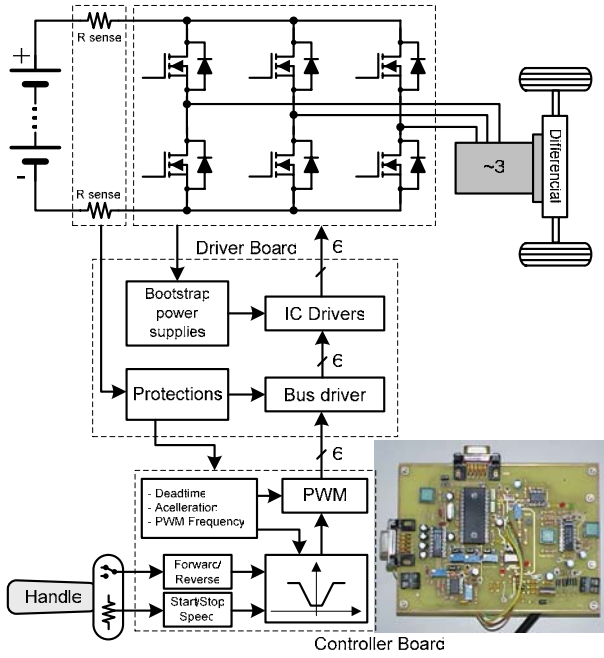 R sense
+
-
R sense
~3
Differencial
Driver Board
6
Bootstrap
power
supplies
IC Drivers
6
Protections
Bus driver
6
- Deadtime
- Acelleration
- PWM Frequency
PWM
Handle
Forward/
Reverse
Start/Stop
Speed
Controller Board